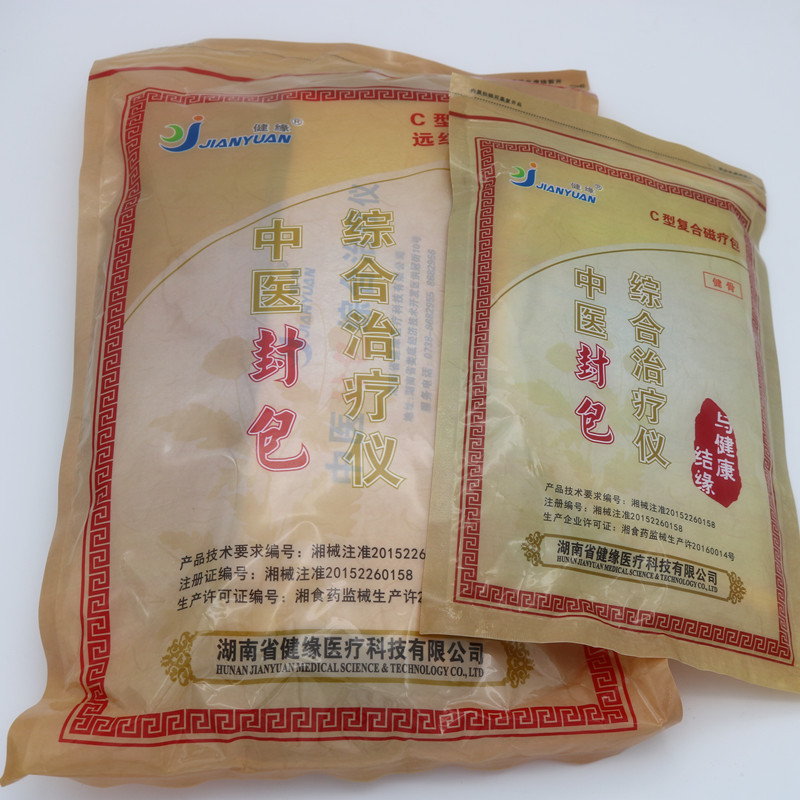 健缘®
JIANYUAN
C型
远
中医封包
综合治疗仪
产品技术要求编号：湘械注准2015226
注册证编号：湘械注准20152260158
生产许可证编号：湘食药监械生产许2
湖南省健缘医疗科技有限公司
HUNAN JIANYUAN MEDICAL SCIENCE & TECHNOLOGY CO., LTD
健缘®
JIANYUAN
C型复合磁疗包
健骨
中医封包
综合治疗仪
与健康
结缘
产品技术要求编号：湘械注准20152260158
注册编号：湘械注准20152260158
生产企业许可证：湘食药监械生产许20160014号
湖南省健缘医疗科技有限公司
HUNAN JIANYUAN MEDICAL SCIENCE & TECHNOLOGY CO.,LTD